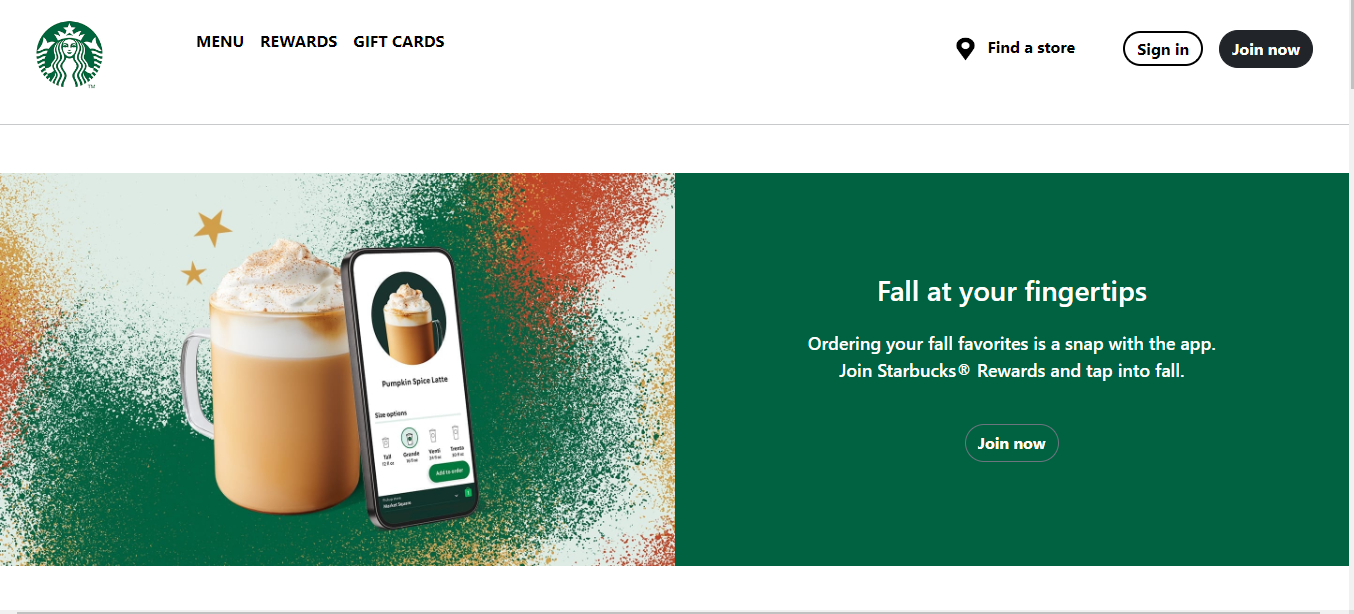 MENU REWARDS GIFT CARDS
Find a store
Sign in
Join now
TM
Pumpkin Spice Latte
Size options
Tall Grande Venti Trenta
12 fl oz 16 fl oz 24 fl oz 30 fl oz
Add to order
Market Square
Fall at your fingertips
Ordering your fall favorites is a snap with the app.
Join Starbucks® Rewards and tap into fall.
Join now